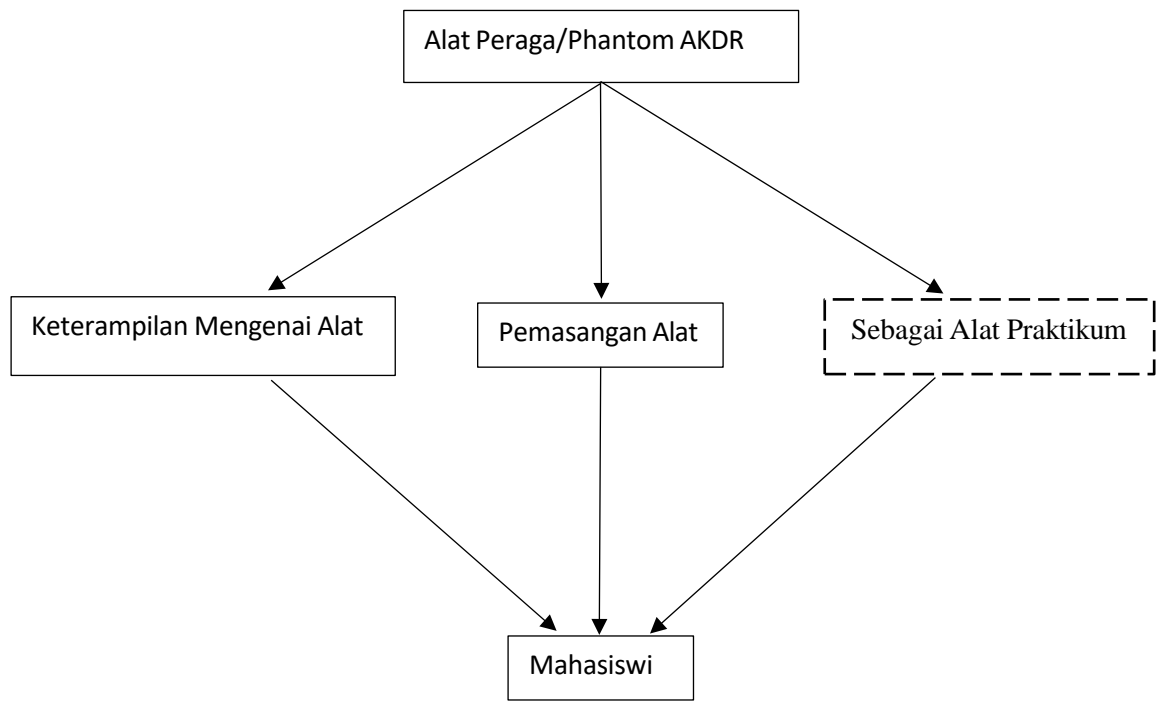 Alat Peraga/Phantom AKDR
Keterampilan Mengenai Alat
Pemasangan Alat
Sebagai Alat Praktikum
Mahasiswi